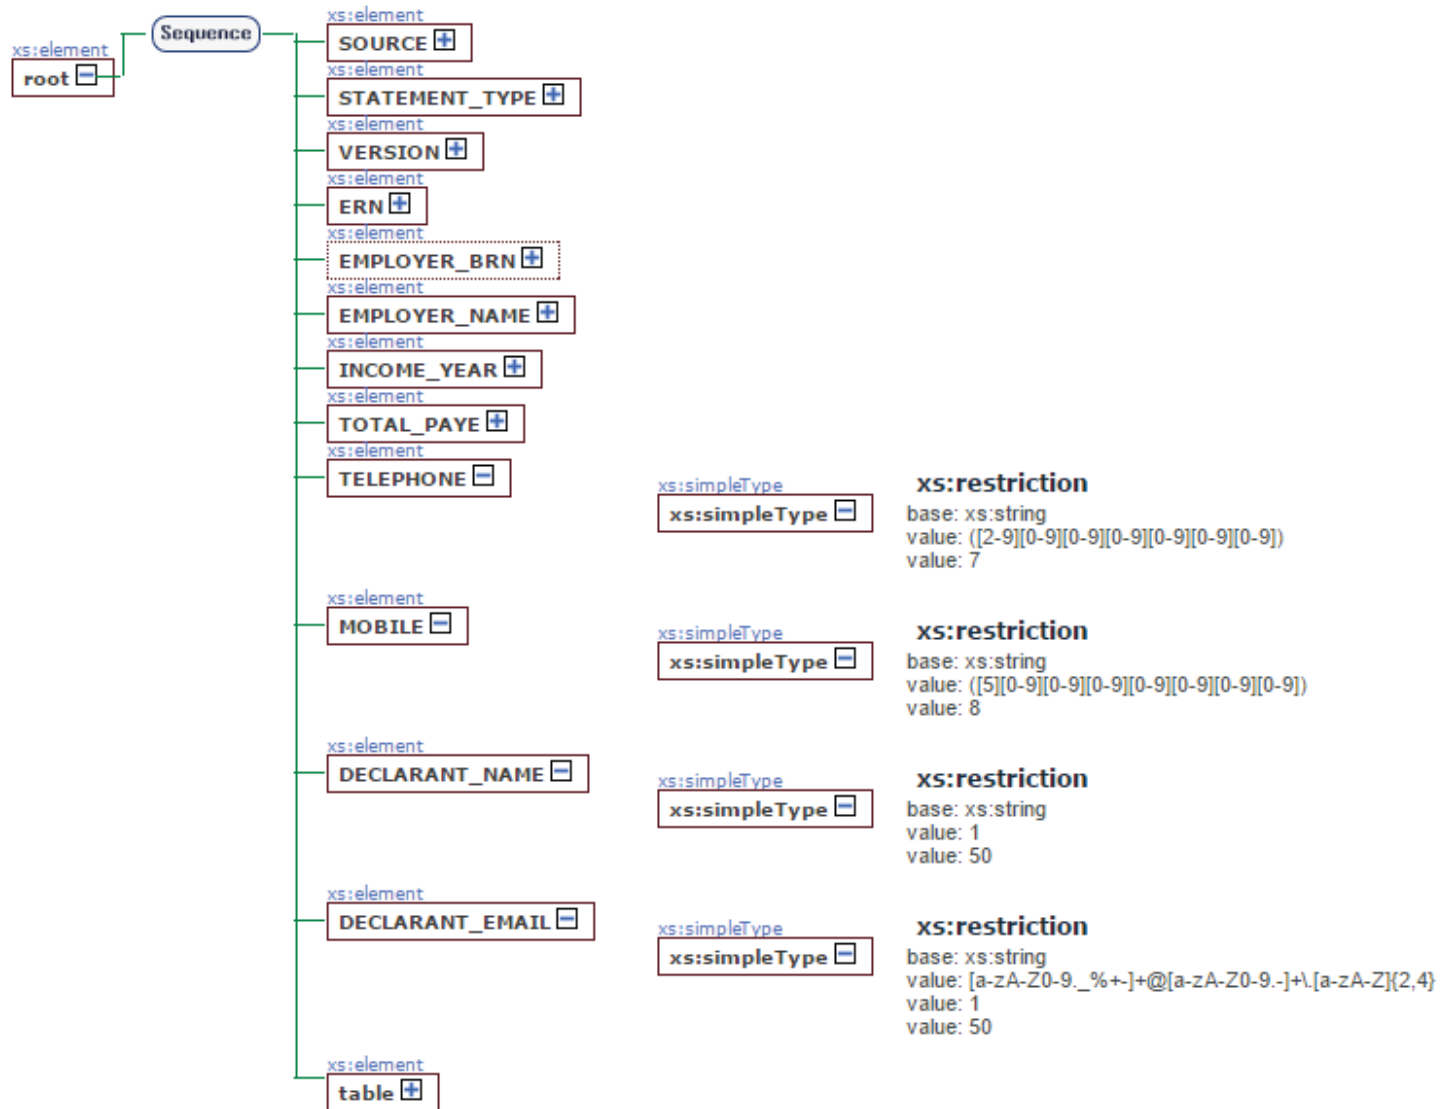 xs:element
root
Sequence
xs:element
SOURCE
xs:element
STATEMENT_TYPE
xs:element
VERSION
xs:element
ERN
xs:element
EMPLOYER_BRN
xs:element
EMPLOYER_NAME
xs:element
INCOME_YEAR
xs:element
TOTAL_PAYE
xs:element
TELEPHONE
xs:simpleType
xs:simpleType
xs:restriction
base: xs:string
value: ([2-9][0-9][0-9][0-9][0-9][0-9][0-9])
value: 7
xs:element
MOBILE
xs:simpleType
xs:simpleType
xs:restriction
base: xs:string
value: ([5][0-9][0-9][0-9][0-9][0-9][0-9][0-9])
value: 8
xs:element
DECLARANT_NAME
xs:simpleType
xs:simpleType
xs:restriction
base: xs:string
value: 1
value: 50
xs:element
DECLARANT_EMAIL
xs:simpleType
xs:simpleType
xs:restriction
base: xs:string
value: [a-zA-Z0-9._%+-]+@[a-zA-Z0-9.-]+\.[a-zA-Z]{2,4}
value: 1
value: 50
xs:element
table